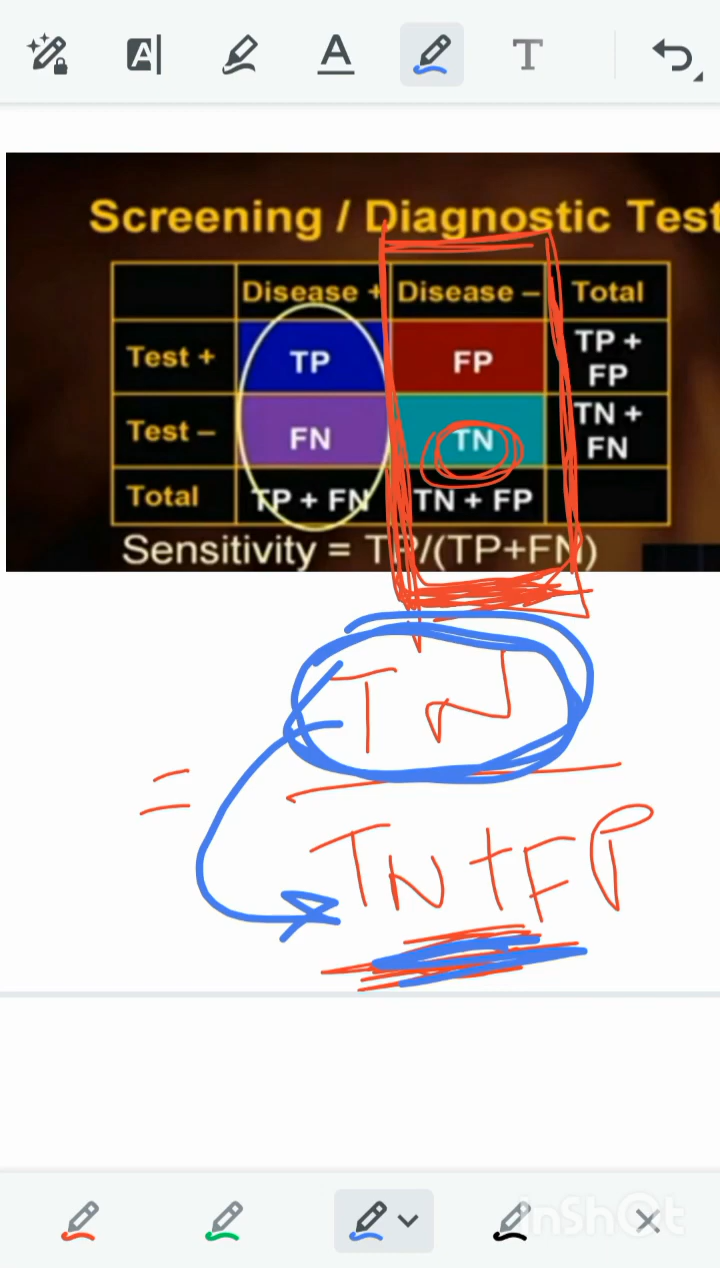 A
A
T
Screening / Diagnostic Test
Disease + Disease – Total
Test + TP FP TP + FP
Test – FN TN TN + FN
Total TP + FN TN + FP
Sensitivity = TP/(TP+FN)
TN
=
TN+FP
InShOt